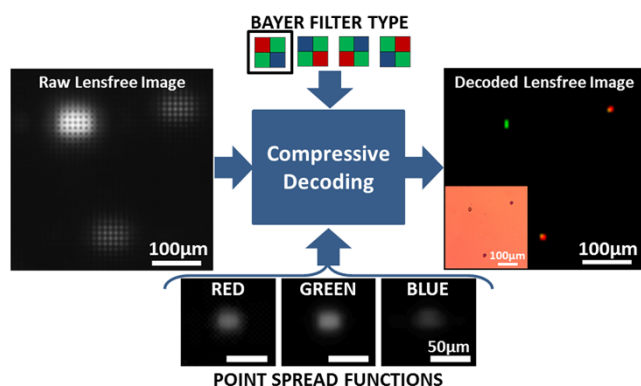 BAYER FILTER TYPE
Raw Lensfree Image
100µm
Compressive
Decoding
Decoded Lensfree Image
100µm
100µm
RED
GREEN
BLUE
50µm
POINT SPREAD FUNCTIONS